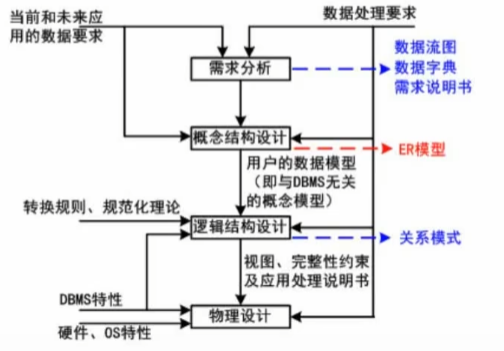 当前和未来应
用的数据要求
数据处理要求
需求分析
数据流图
数据字典
需求说明书
概念结构设计
ER模型
用户的数据模型
（即与DBMS无关
的概念模型）
转换规则、规范化理论
逻辑结构设计
关系模式
视图、完整性约束
及应用处理说明书
DBMS特性
物理设计
硬件、OS特性